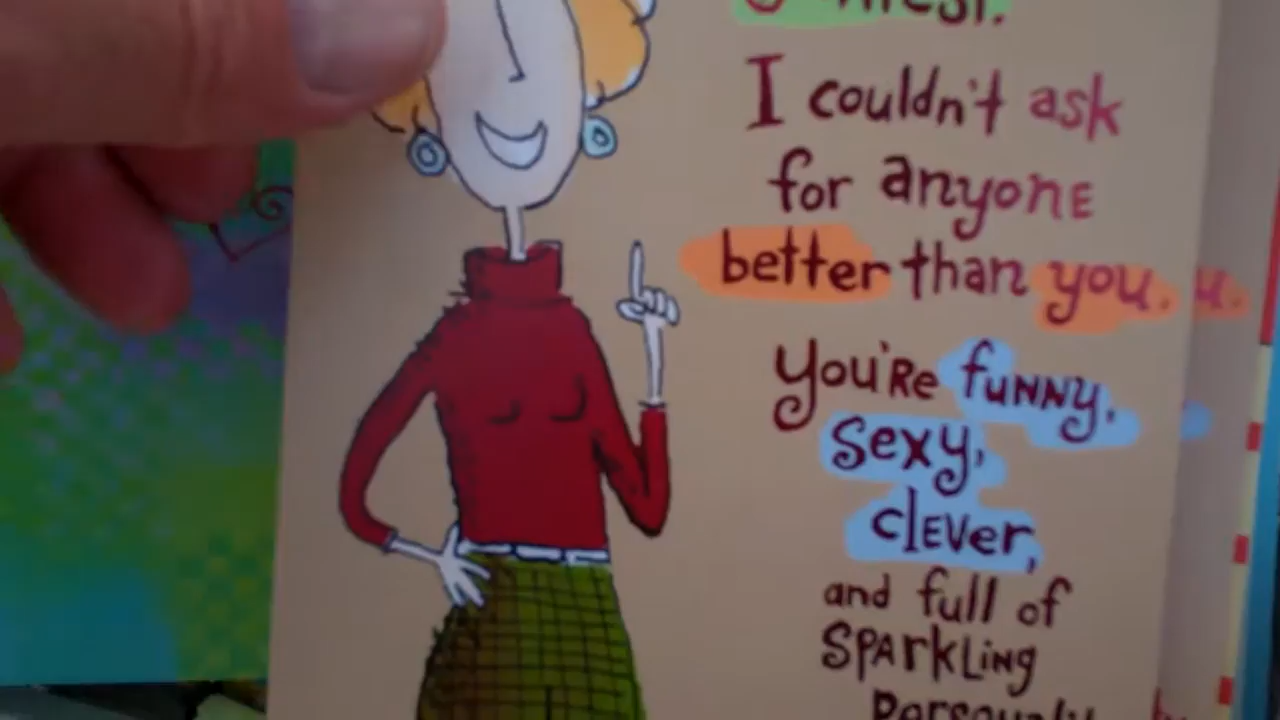 I couldn't ask
for anyone
better than you. u.
You're funny,
sexy,
clever,
and full of
SPARKLiNg